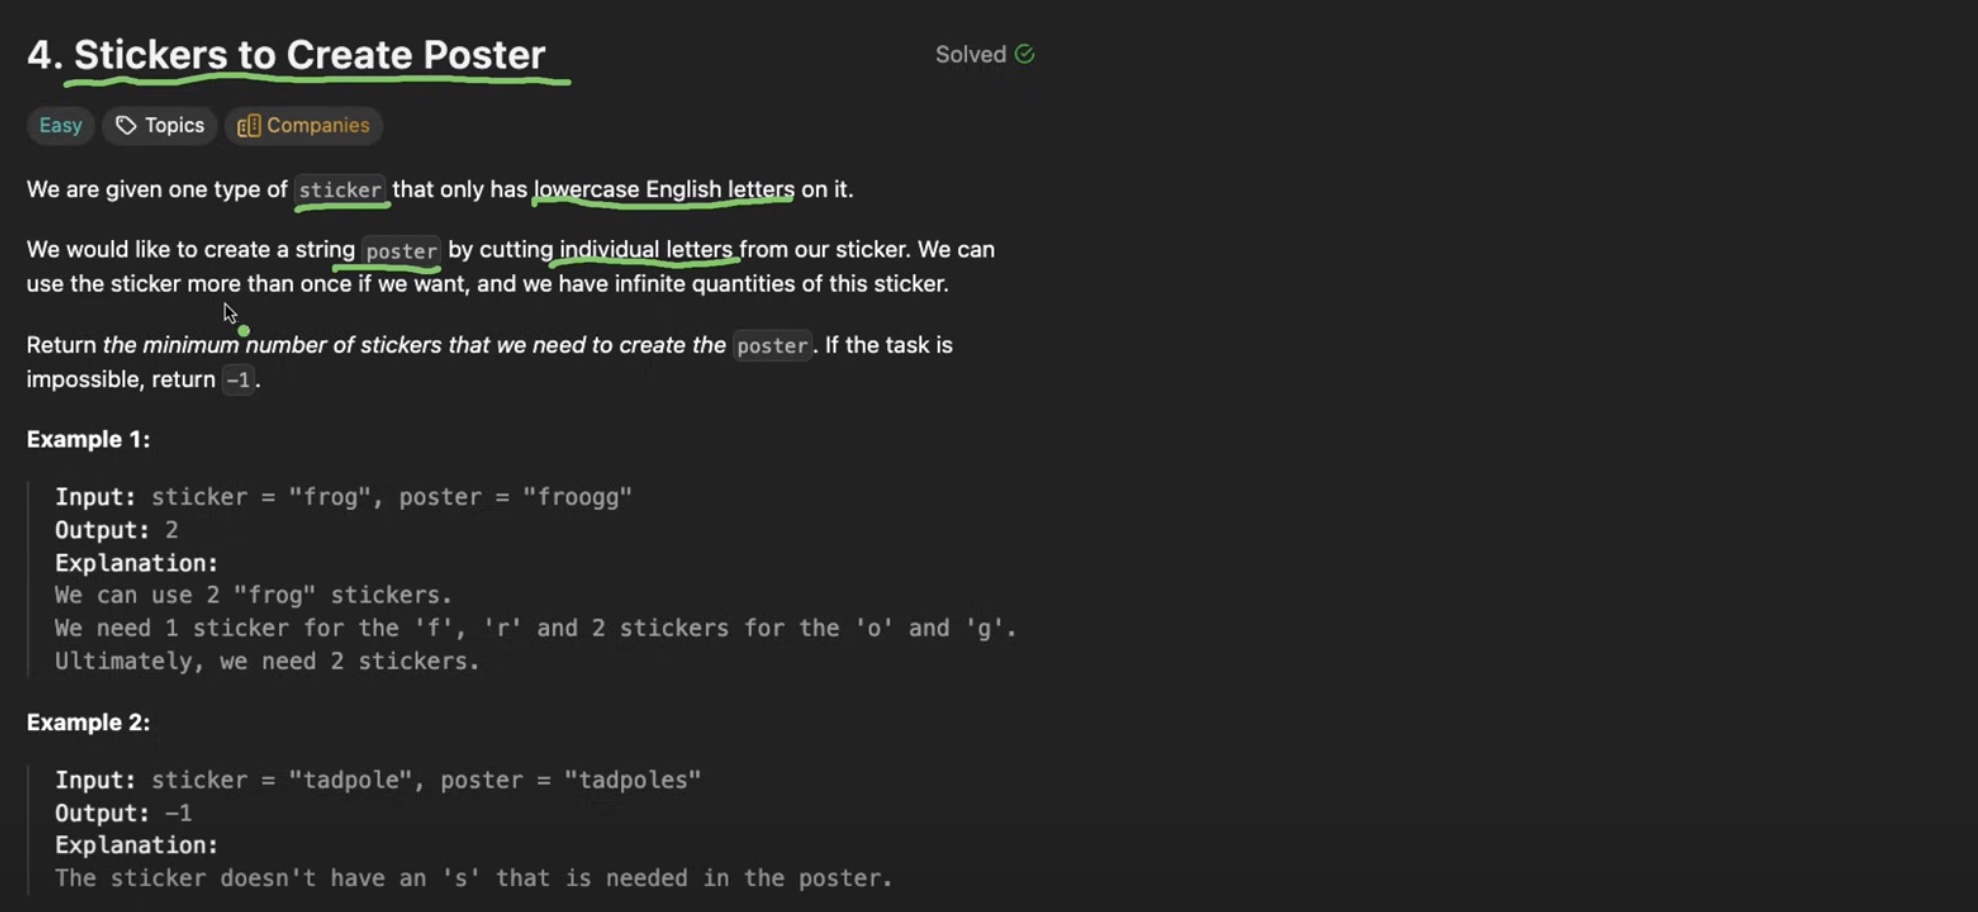 4. Stickers to Create Poster
Solved
Easy
Topics
Companies
We are given one type of sticker that only has lowercase English letters on it.
We would like to create a string poster by cutting individual letters from our sticker. We can
use the sticker more than once if we want, and we have infinite quantities of this sticker.
Return the minimum number of stickers that we need to create the poster. If the task is
impossible, return -1.
Example 1:
Input: sticker = "frog", poster = "froogg"
Output: 2
Explanation:
We can use 2 "frog" stickers.
We need 1 sticker for the 'f', 'r' and 2 stickers for the 'o' and 'g'.
Ultimately, we need 2 stickers.
Example 2:
Input: sticker = "tadpole", poster = "tadpoles"
Output: -1
Explanation:
The sticker doesn't have an 's' that is needed in the poster.